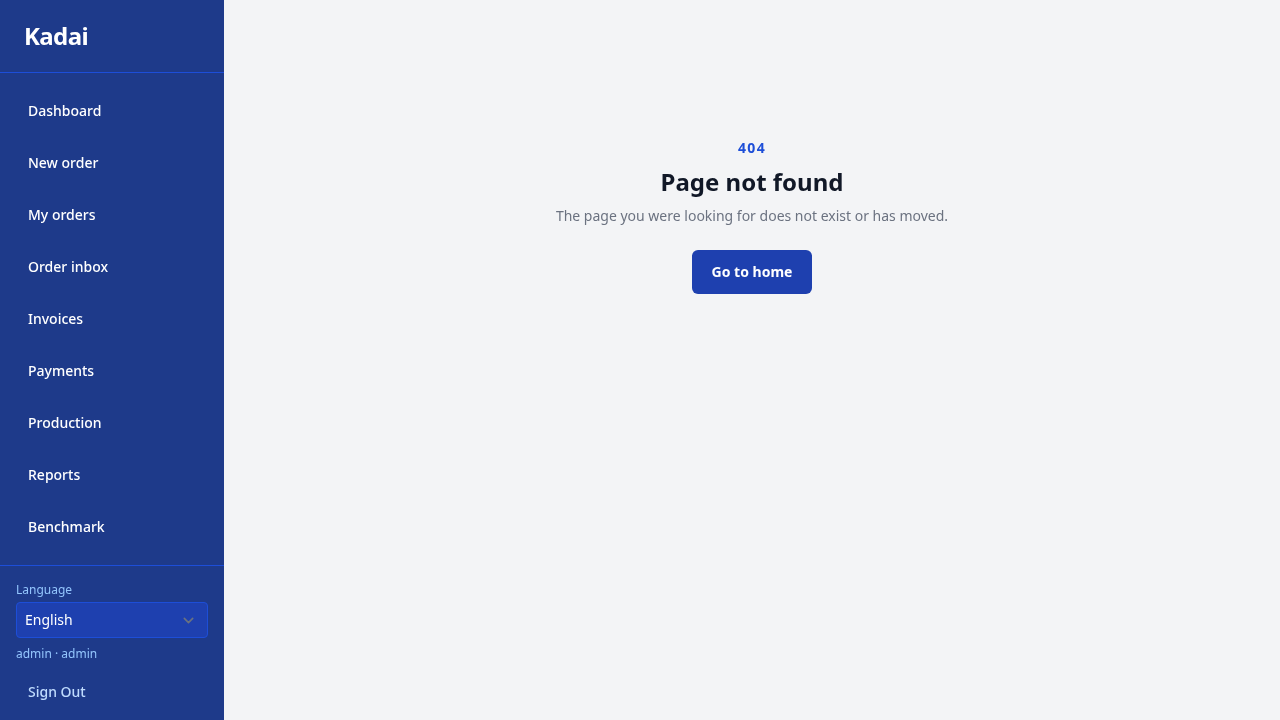 Kadai
Dashboard
New order
My orders
Order inbox
Invoices
Payments
Production
Reports
Benchmark
Language
English
admin · admin
Sign Out
404
Page not found
The page you were looking for does not exist or has moved.
Go to home